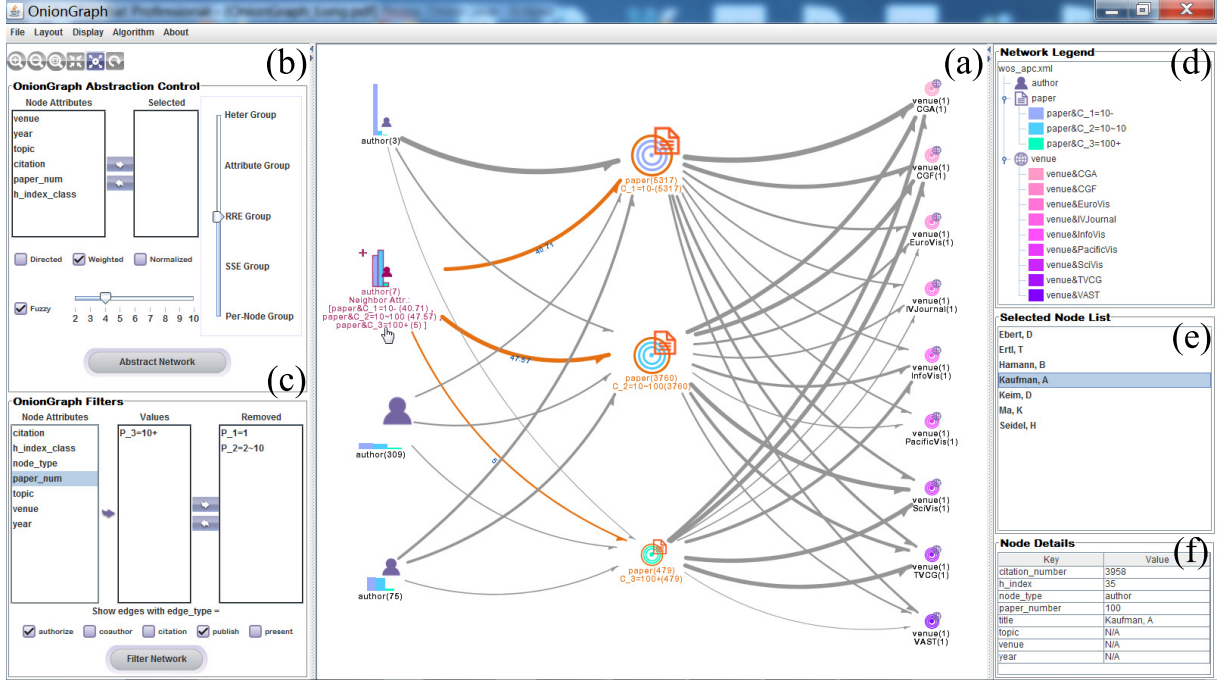 OnionGraph
File Layout Display Algorithm About
(b)
OnionGraph Abstraction Control
Node Attributes Selected
venue
year
topic
citation
paper_num
h_index_class
Heter Group
Attribute Group
RRE Group
SSE Group
Per-Node Group
Directed Weighted Normalized
Fuzzy
2 3 4 5 6 7 8 9 10
Abstract Network
(c)
OnionGraph Filters
Node Attributes Values Removed
citation
h_index_class
node_type
paper_num
topic
venue
year
P_3=10+
P_1=1
P_2=2~10
Show edges with edge_type =
authorize coauthor citation publish present
Filter Network
(a)
author(3)
author(7)
Neighbor Attr.:
[paper&C_1=10- (40.71) ,
paper&C_2=10~100 (47.57) ,
paper&C_3=100+ (5) ]
author(309)
author(75)
40.71
47.57
5
paper(5317)
C_1=10-(5317)
paper(3760)
C_2=10~100(3760)
paper(479)
C_3=100+(479)
venue(1)
CGA(1)
venue(1)
CGF(1)
venue(1)
EuroVis(1)
venue(1)
IVJournal(1)
venue(1)
InfoVis(1)
venue(1)
PacificVis(1)
venue(1)
SciVis(1)
venue(1)
TVCG(1)
venue(1)
VAST(1)
Network Legend
(d)
wos_apc.xml
author
paper
paper&C_1=10-
paper&C_2=10~10
paper&C_3=100+
venue
venue&CGA
venue&CGF
venue&EuroVis
venue&IVJournal
venue&InfoVis
venue&PacificVis
venue&SciVis
venue&TVCG
venue&VAST
Selected Node List
(e)
Ebert, D
Ertl, T
Hamann, B
Kaufman, A
Keim, D
Ma, K
Seidel, H
Node Details
(f)
Key Value
citation_number 3958
h_index 35
node_type author
paper_number 100
title Kaufman, A
topic N/A
venue N/A
year N/A